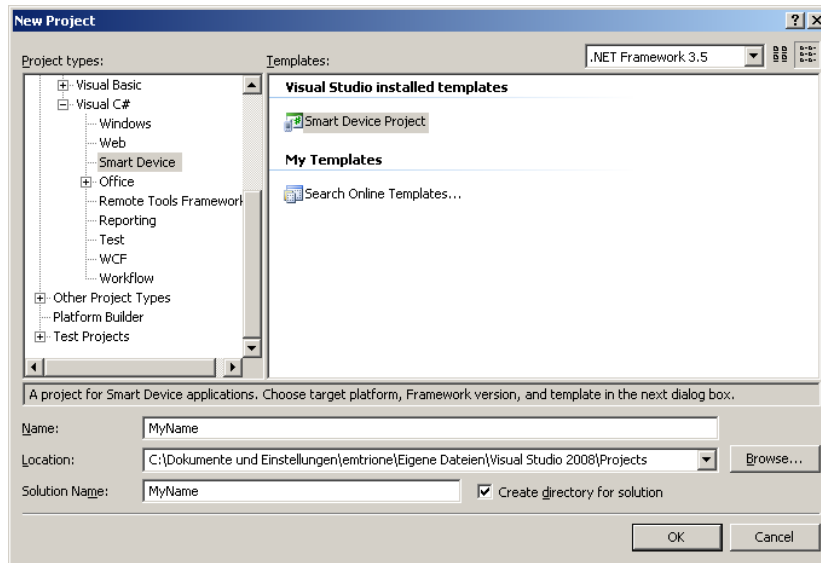 New Project
Project types:
Templates:
.NET Framework 3.5
Visual Basic
Visual C#
Windows
Web
Smart Device
Office
Remote Tools Framework
Reporting
Test
WCF
Workflow
Other Project Types
Platform Builder
Test Projects
Visual Studio installed templates
Smart Device Project
My Templates
Search Online Templates...
A project for Smart Device applications. Choose target platform, Framework version, and template in the next dialog box.
Name:
MyName
Location:
C:\Dokumente und Einstellungen\emtrione\Eigene Dateien\Visual Studio 2008\Projects
Browse...
Solution Name:
MyName
Create directory for solution
OK
Cancel